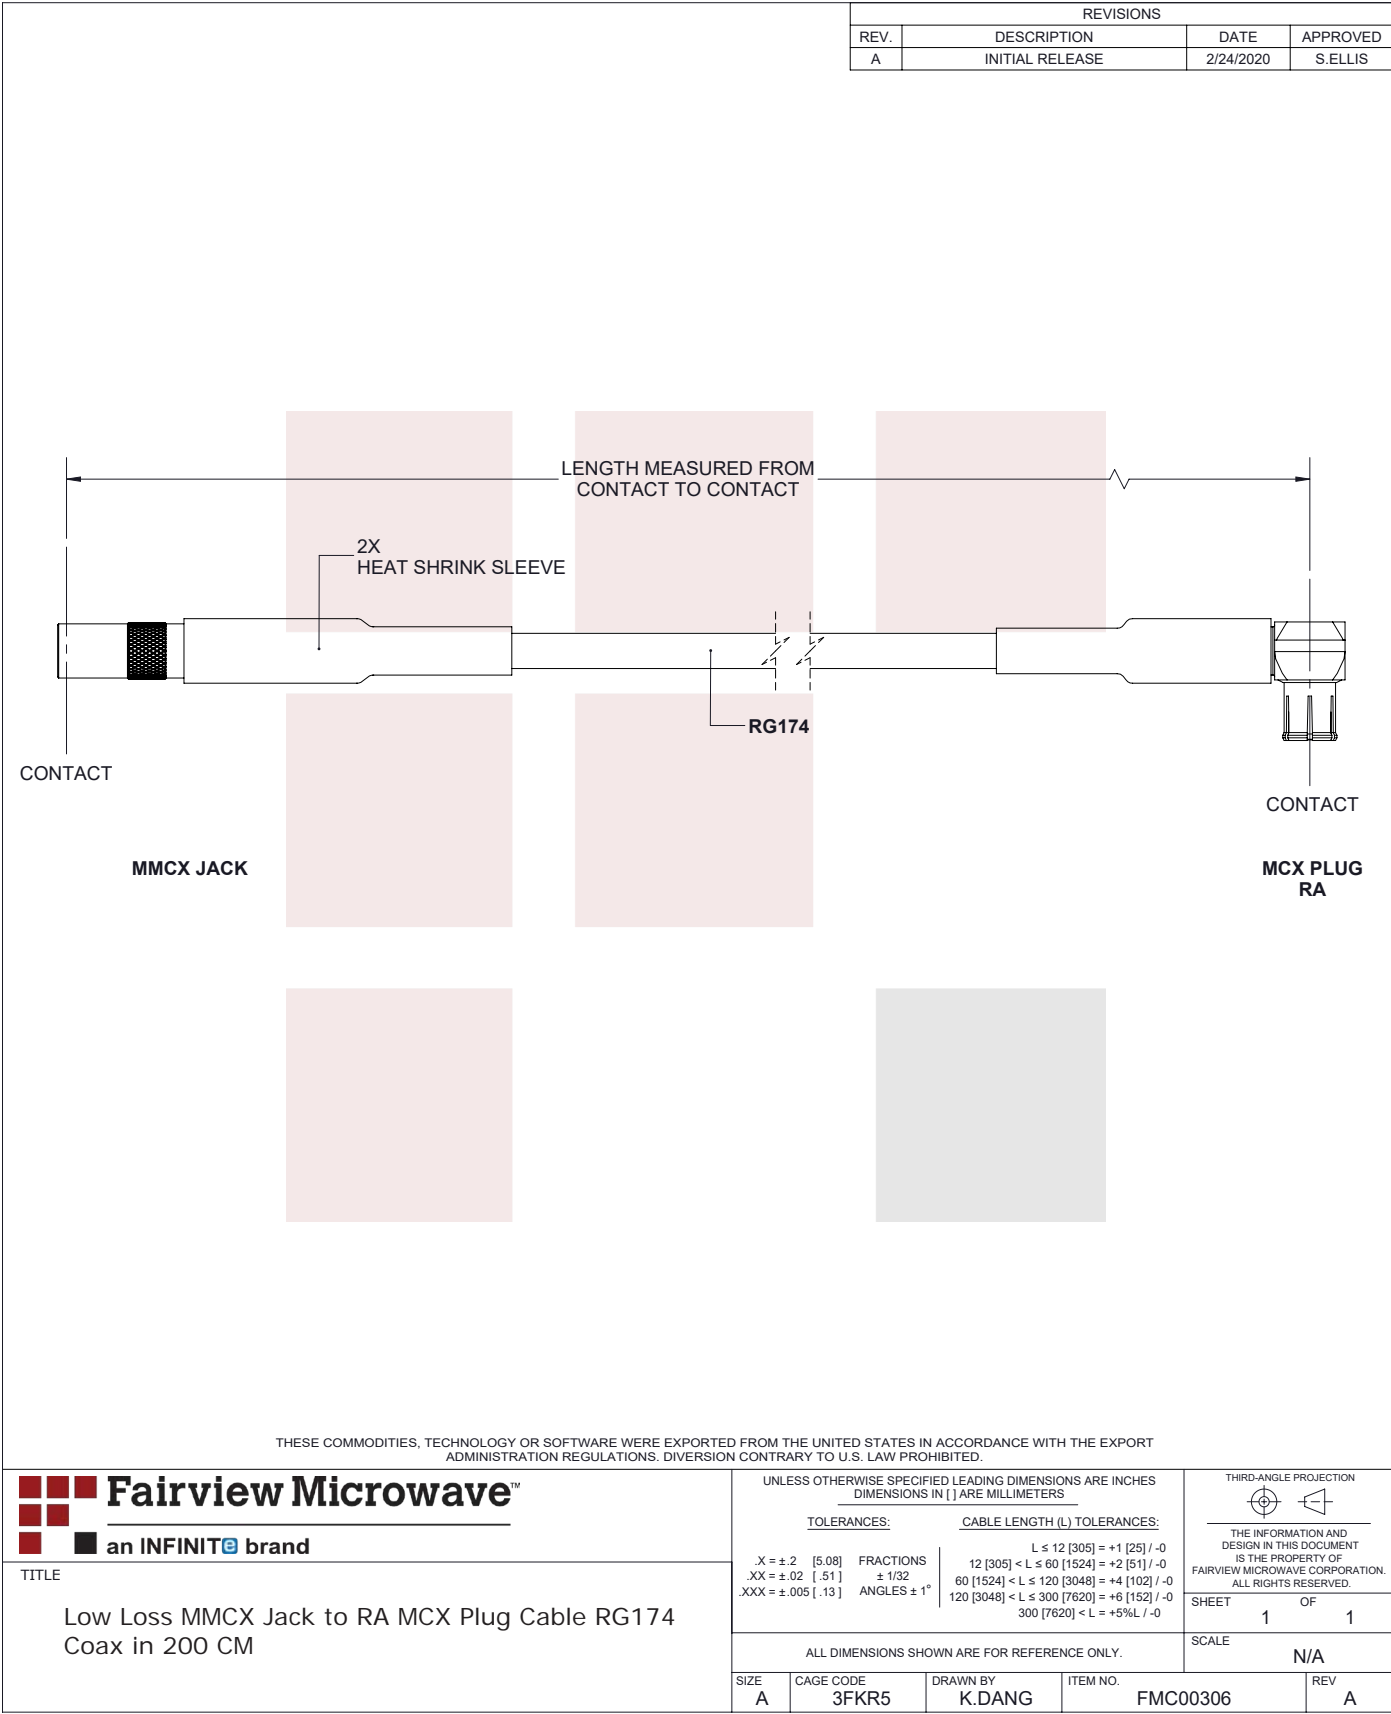 REVISIONS
REV. DESCRIPTION DATE APPROVED
A INITIAL RELEASE 2/24/2020 S.ELLIS
LENGTH MEASURED FROM
CONTACT TO CONTACT
2X
HEAT SHRINK SLEEVE
RG174
CONTACT
CONTACT
MMCX JACK
MCX PLUG
RA
THESE COMMODITIES, TECHNOLOGY OR SOFTWARE WERE EXPORTED FROM THE UNITED STATES IN ACCORDANCE WITH THE EXPORT
ADMINISTRATION REGULATIONS. DIVERSION CONTRARY TO U.S. LAW PROHIBITED.
Fairview Microwave™
an INFINITe brand
TITLE
Low Loss MMCX Jack to RA MCX Plug Cable RG174
Coax in 200 CM
UNLESS OTHERWISE SPECIFIED LEADING DIMENSIONS ARE INCHES
DIMENSIONS IN [ ] ARE MILLIMETERS
TOLERANCES:
.X = ±.2 [5.08] FRACTIONS
.XX = ±.02 [ .51 ] ± 1/32
.XXX = ±.005 [ .13 ] ANGLES ± 1°
CABLE LENGTH (L) TOLERANCES:
L ≤ 12 [305] = +1 [25] / -0
12 [305] < L ≤ 60 [1524] = +2 [51] / -0
60 [1524] < L ≤ 120 [3048] = +4 [102] / -0
120 [3048] < L ≤ 300 [7620] = +6 [152] / -0
300 [7620] < L = +5%L / -0
ALL DIMENSIONS SHOWN ARE FOR REFERENCE ONLY.
THIRD-ANGLE PROJECTION
THE INFORMATION AND
DESIGN IN THIS DOCUMENT
IS THE PROPERTY OF
FAIRVIEW MICROWAVE CORPORATION.
ALL RIGHTS RESERVED.
SHEET OF
1 1
SCALE
N/A
SIZE CAGE CODE DRAWN BY ITEM NO. REV
A 3FKR5 K.DANG FMC00306 A